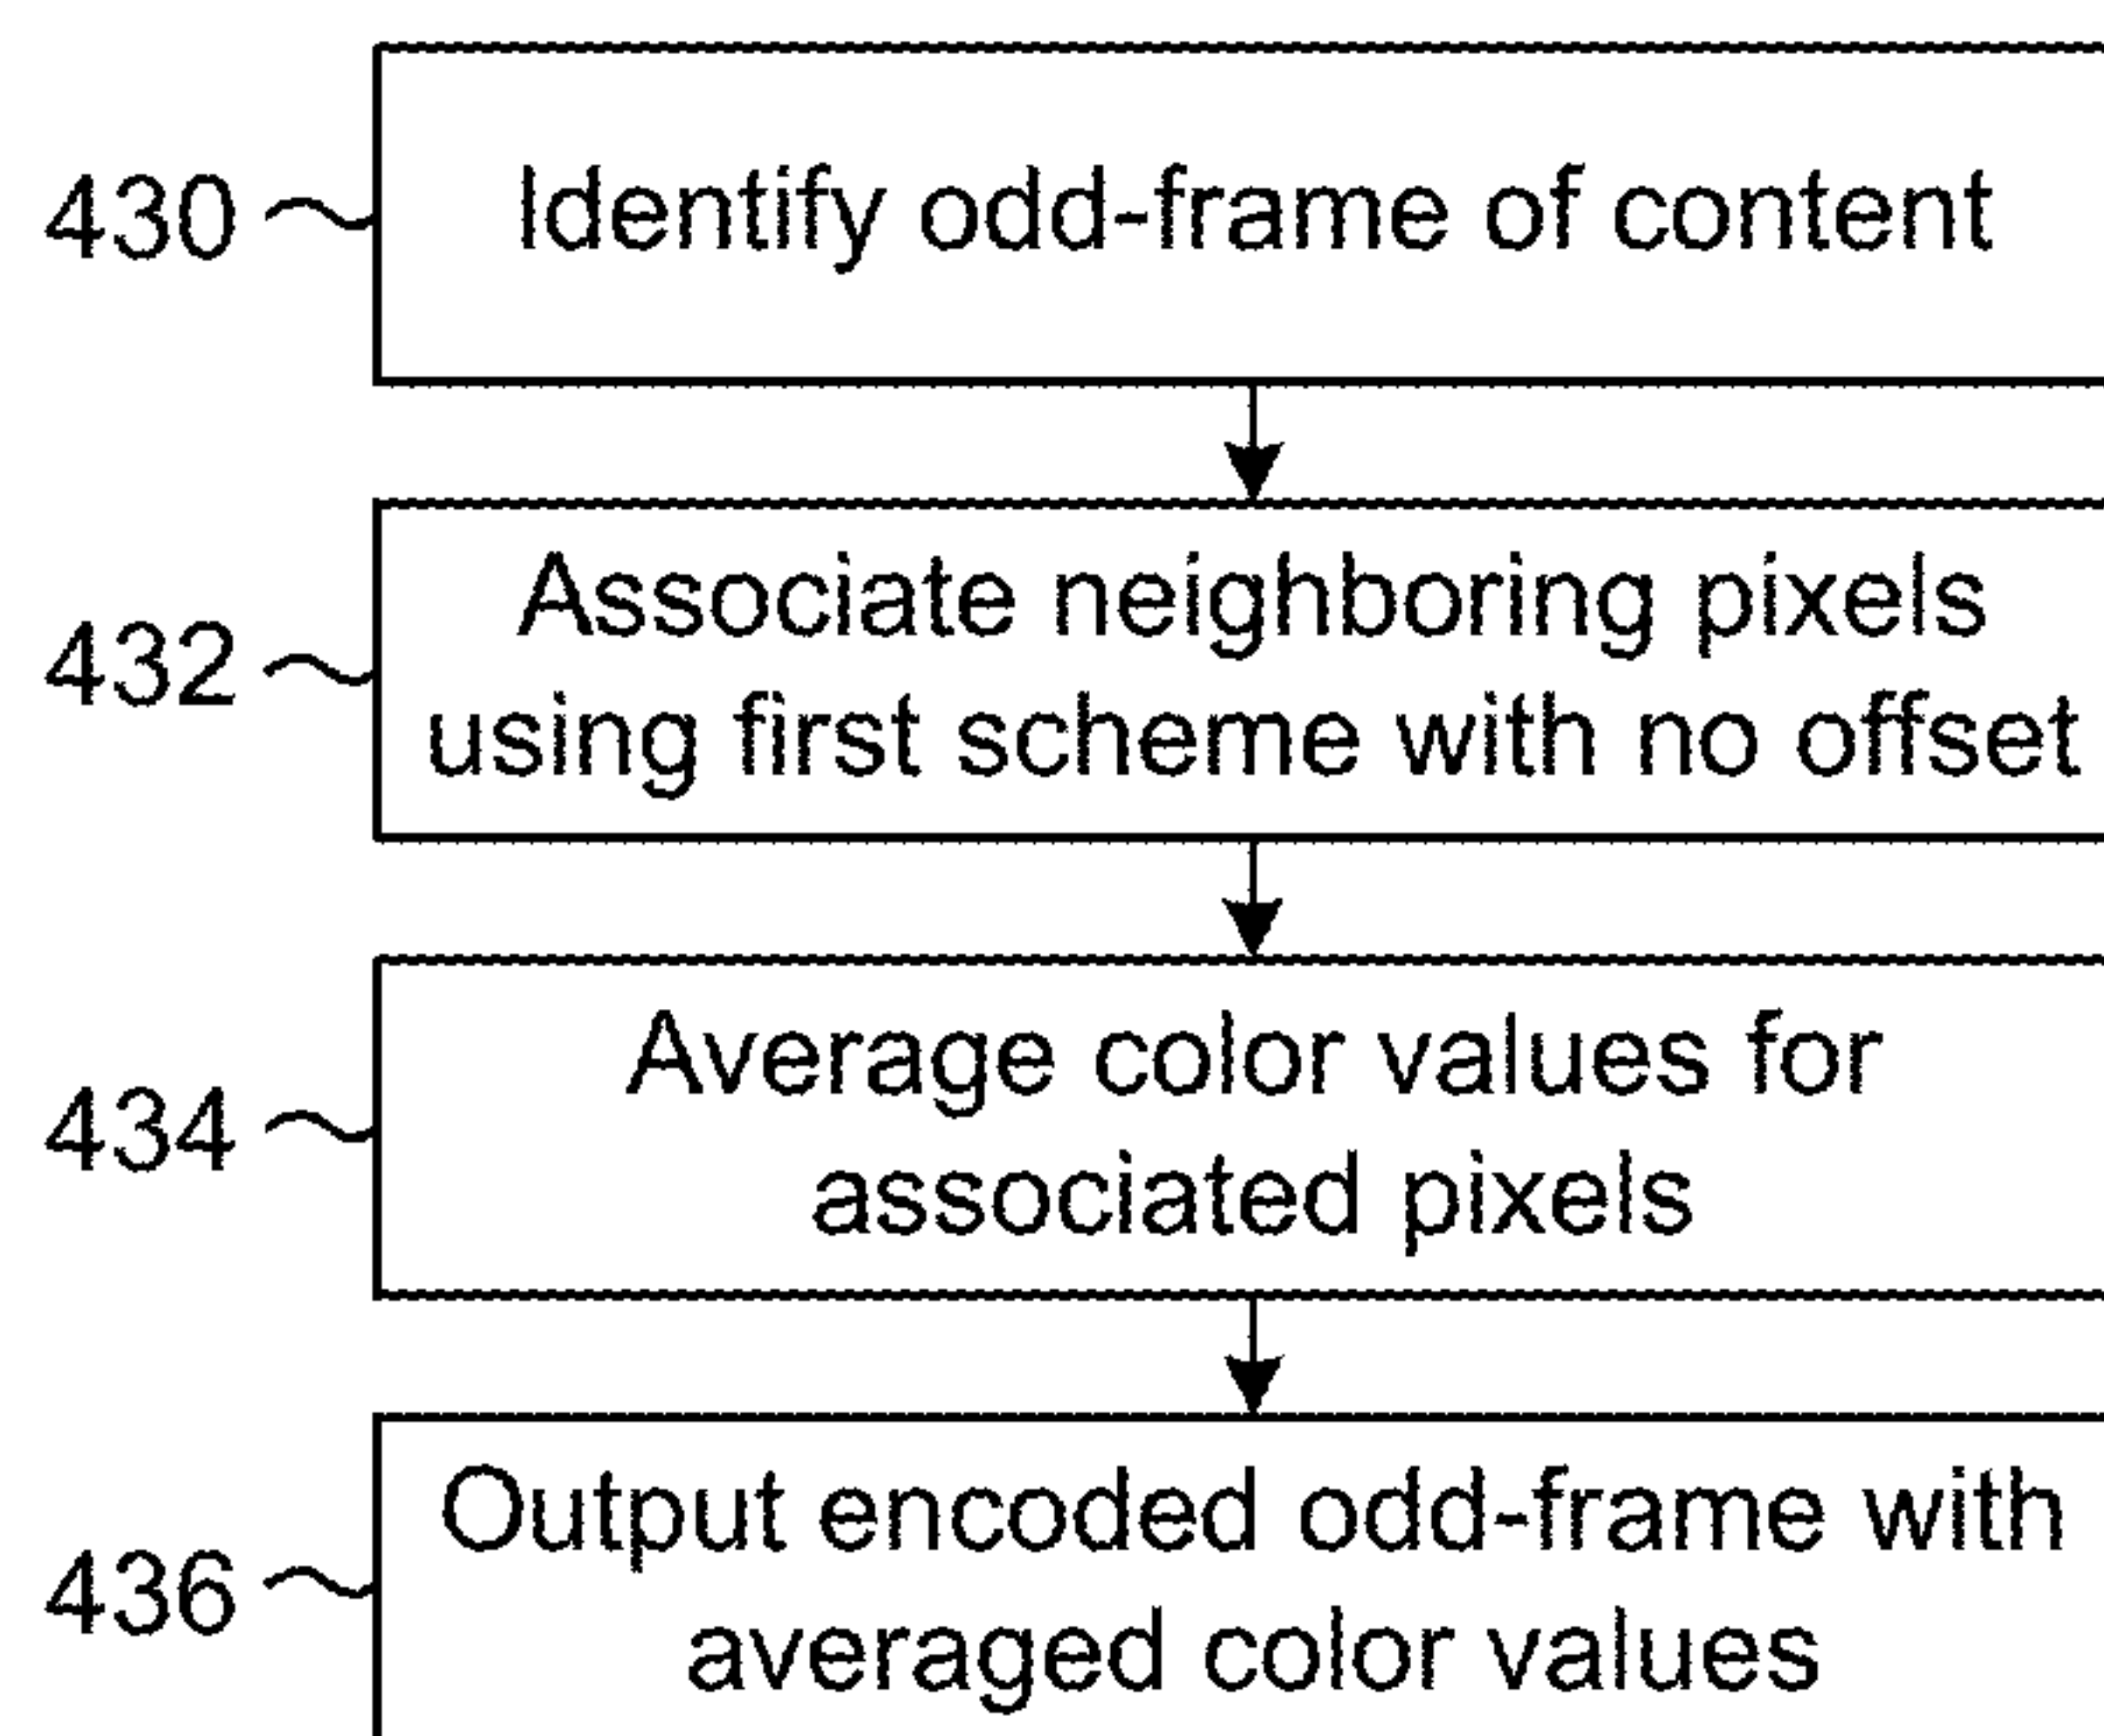 430
Identify odd-frame of content
432
Associate neighboring pixels
using first scheme with no offset
434
Average color values for
associated pixels
436
Output encoded odd-frame with
averaged color values